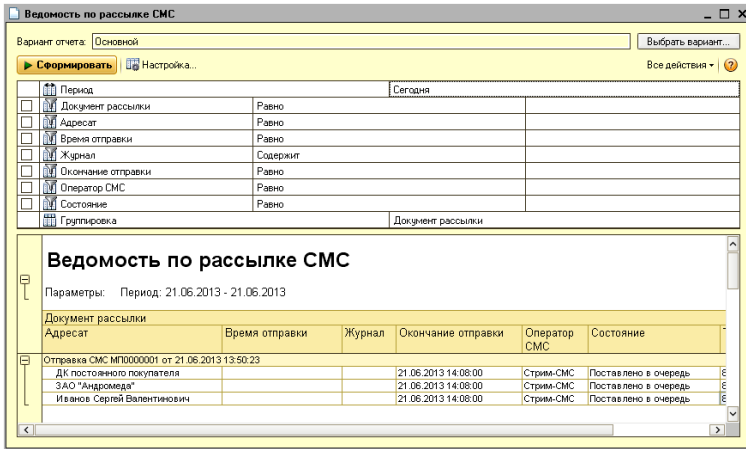 Ведомость по рассылке СМС
Вариант отчета: Основной Выбрать вариант...
Сформировать Настройка... Все действия
Период Сегодня
Документ рассылки Равно
Адресат Равно
Время отправки Равно
Журнал Содержит
Окончание отправки Равно
Оператор СМС Равно
Состояние Равно
Группировка Документ рассылки
Ведомость по рассылке СМС
Параметры: Период: 21.06.2013 - 21.06.2013
Документ рассылки
Адресат Время отправки Журнал Окончание отправки Оператор СМС Состояние
Отправка СМС МП0000001 от 21.06.2013 13:50:23
ДК постоянного покупателя 21.06.2013 14:08:00 Стрим-СМС Поставлено в очередь
ЗАО "Андромеда" 21.06.2013 14:08:00 Стрим-СМС Поставлено в очередь
Иванов Сергей Валентинович 21.06.2013 14:08:00 Стрим-СМС Поставлено в очередь